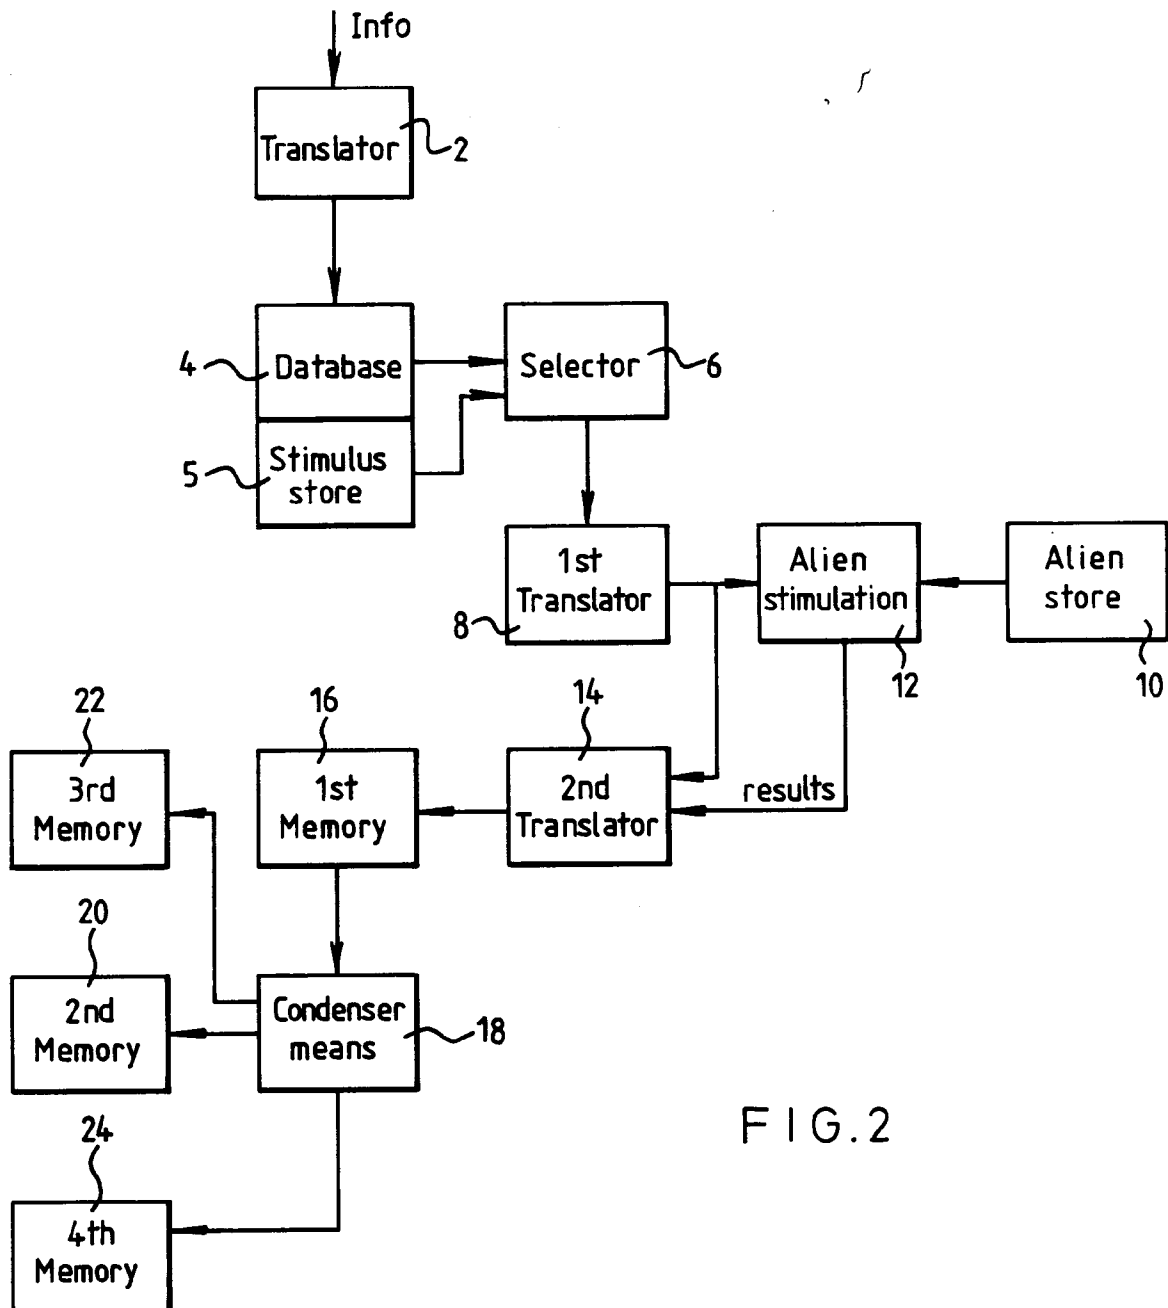 Info
Translator
2
4
Database
Selector
6
5
Stimulus
store
1st
Translator
8
Alien
stimulation
12
Alien
store
10
22
16
14
3rd
Memory
1st
Memory
2nd
Translator
results
20
2nd
Memory
Condenser
means
18
24
4th
Memory
FIG.2